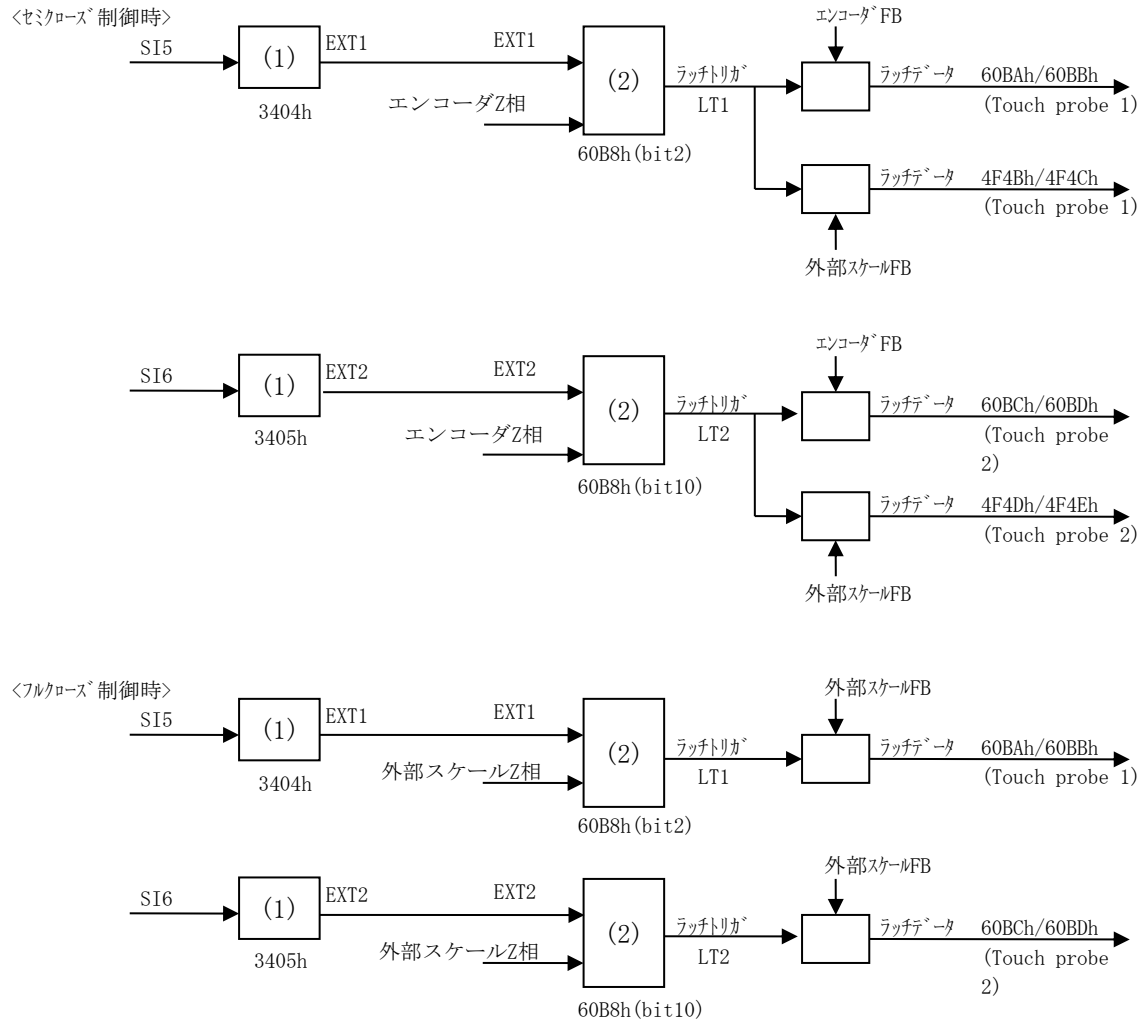 <ｾﾐｸﾛｰｽﾞ制御時>
SI5
(1)
3404h
EXT1
EXT1
エンコーダZ相
(2)
60B8h(bit2)
ﾗｯﾁﾄﾘｶﾞ
LT1
ｴﾝｺｰﾀﾞFB
ﾗｯﾁﾃﾞｰﾀ
60BAh/60BBh
(Touch probe 1)
ﾗｯﾁﾃﾞｰﾀ
4F4Bh/4F4Ch
(Touch probe 1)
外部ｽｹｰﾙFB
SI6
(1)
3405h
EXT2
EXT2
エンコーダZ相
(2)
60B8h(bit10)
ﾗｯﾁﾄﾘｶﾞ
LT2
ｴﾝｺｰﾀﾞFB
ﾗｯﾁﾃﾞｰﾀ
60BCh/60BDh
(Touch probe
2)
ﾗｯﾁﾃﾞｰﾀ
4F4Dh/4F4Eh
(Touch probe 2)
外部ｽｹｰﾙFB
<ﾌﾙｸﾛｰｽﾞ制御時>
SI5
(1)
3404h
EXT1
EXT1
外部スケールZ相
(2)
60B8h(bit2)
ﾗｯﾁﾄﾘｶﾞ
LT1
外部ｽｹｰﾙFB
ﾗｯﾁﾃﾞｰﾀ
60BAh/60BBh
(Touch probe 1)
SI6
(1)
3405h
EXT2
EXT2
外部スケールZ相
(2)
60B8h(bit10)
ﾗｯﾁﾄﾘｶﾞ
LT2
外部ｽｹｰﾙFB
ﾗｯﾁﾃﾞｰﾀ
60BCh/60BDh
(Touch probe
2)